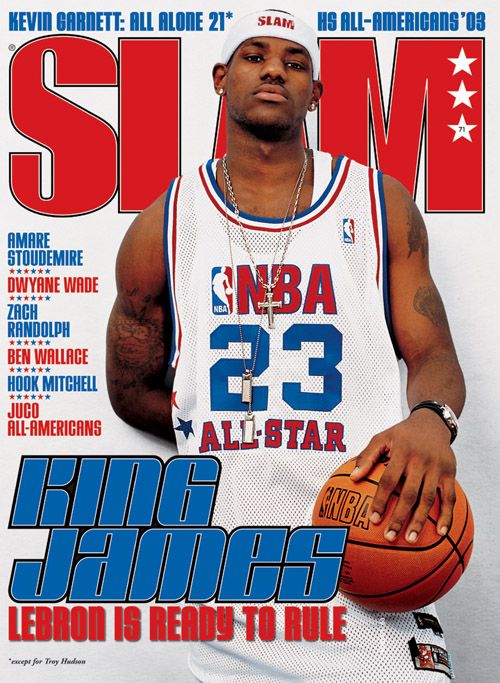 KEVIN GARNETT: ALL ALONE 21*
HS ALL-AMERICANS '03
SLAM
SLAM
®
71
AMARE
STOUDEMIRE
DWYANE WADE
ZACH
RANDOLPH
BEN WALLACE
HOOK MITCHELL
JUCO
ALL-AMERICANS
NBA
NBA
23
ALL-STAR
NBA
KING
JAMES
LEBRON IS READY TO RULE
*except for Troy Hudson